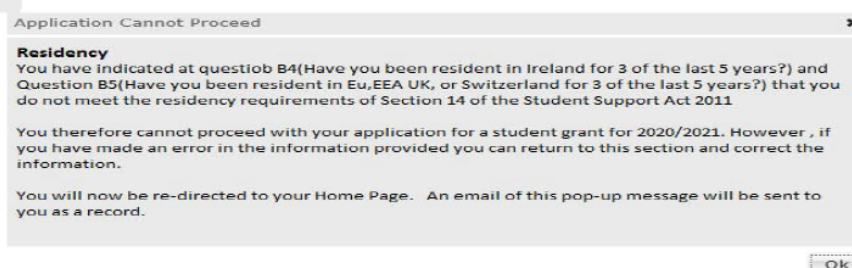 Application Cannot Proceed
Residency
You have indicated at questiob B4(Have you been resident in Ireland for 3 of the last 5 years?) and
Question B5(Have you been resident in Eu,EEA UK, or Switzerland for 3 of the last 5 years?) that you
do not meet the residency requirements of Section 14 of the Student Support Act 2011
You therefore cannot proceed with your application for a student grant for 2020/2021. However , if
you have made an error in the information provided you can return to this section and correct the
information.
You will now be re-directed to your Home Page. An email of this pop-up message will be sent to
you as a record.
Ok